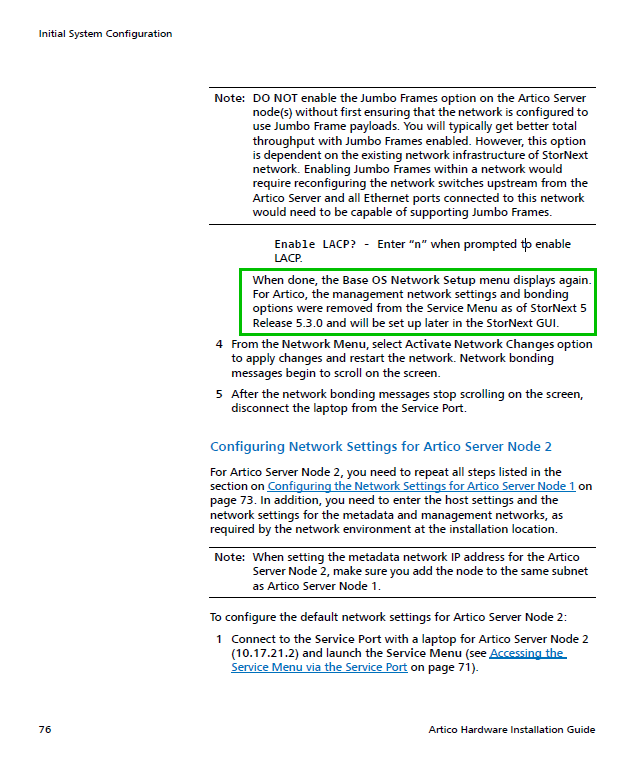 Initial System Configuration
Note: DO NOT enable the Jumbo Frames option on the Artico Server
node(s) without first ensuring that the network is configured to
use Jumbo Frame payloads. You will typically get better total
throughput with Jumbo Frames enabled. However, this option
is dependent on the existing network infrastructure of StorNext
network. Enabling Jumbo Frames within a network would
require reconfiguring the network switches upstream from the
Artico Server and all Ethernet ports connected to this network
would need to be capable of supporting Jumbo Frames.
Enable LACP? - Enter “n” when prompted to enable
LACP.
When done, the Base OS Network Setup menu displays again.
For Artico, the management network settings and bonding
options were removed from the Service Menu as of StorNext 5
Release 5.3.0 and will be set up later in the StorNext GUI.
4 From the Network Menu, select Activate Network Changes option
to apply changes and restart the network. Network bonding
messages begin to scroll on the screen.
5 After the network bonding messages stop scrolling on the screen,
disconnect the laptop from the Service Port.
Configuring Network Settings for Artico Server Node 2
For Artico Server Node 2, you need to repeat all steps listed in the
section on Configuring the Network Settings for Artico Server Node 1 on
page 73. In addition, you need to enter the host settings and the
network settings for the metadata and management networks, as
required by the network environment at the installation location.
Note: When setting the metadata network IP address for the Artico
Server Node 2, make sure you add the node to the same subnet
as Artico Server Node 1.
To configure the default network settings for Artico Server Node 2:
1 Connect to the Service Port with a laptop for Artico Server Node 2
(10.17.21.2) and launch the Service Menu (see Accessing the
Service Menu via the Service Port on page 71).
76
Artico Hardware Installation Guide